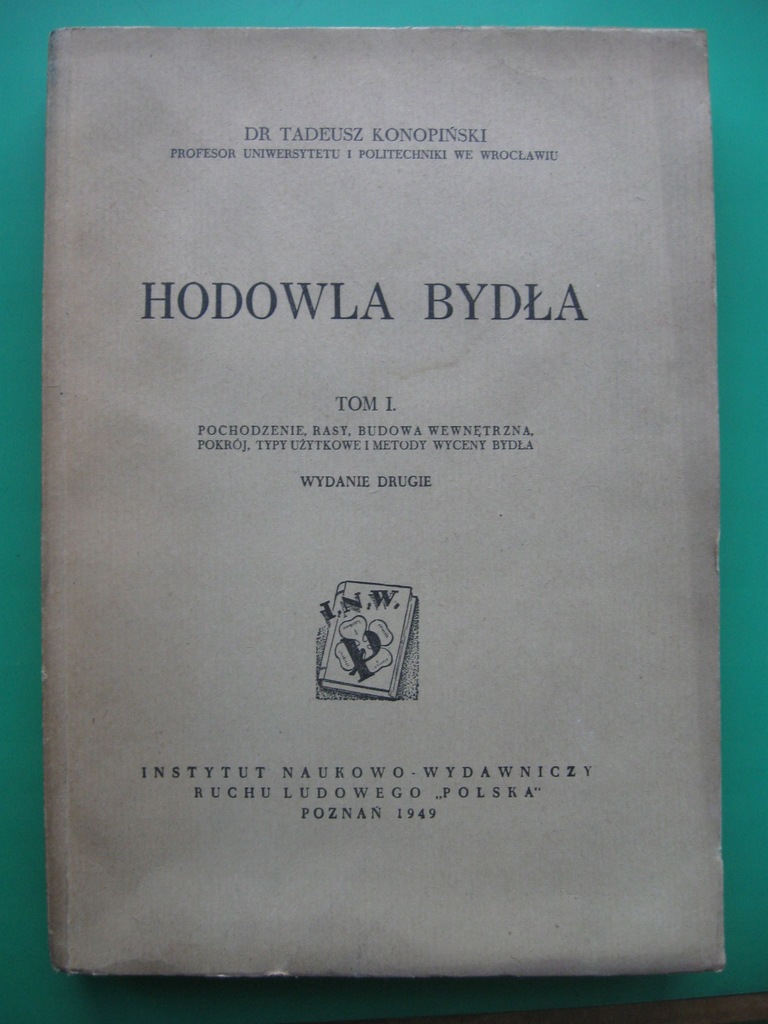 DR TADEUSZ KONOPIŃSKI
PROFESOR UNIWERSYTETU I POLITECHNIKI WE WROCŁAWIU
HODOWLA BYDŁA
TOM I.
POCHODZENIE, RASY, BUDOWA WEWNĘTRZNA,
POKRÓJ, TYPY UŻYTKOWE I METODY WYCENY BYDŁA
WYDANIE DRUGIE
I.N.W.
P
INSTYTUT NAUKOWO-WYDAWNICZY
RUCHU LUDOWEGO „POLSKA"
POZNAŃ 1949